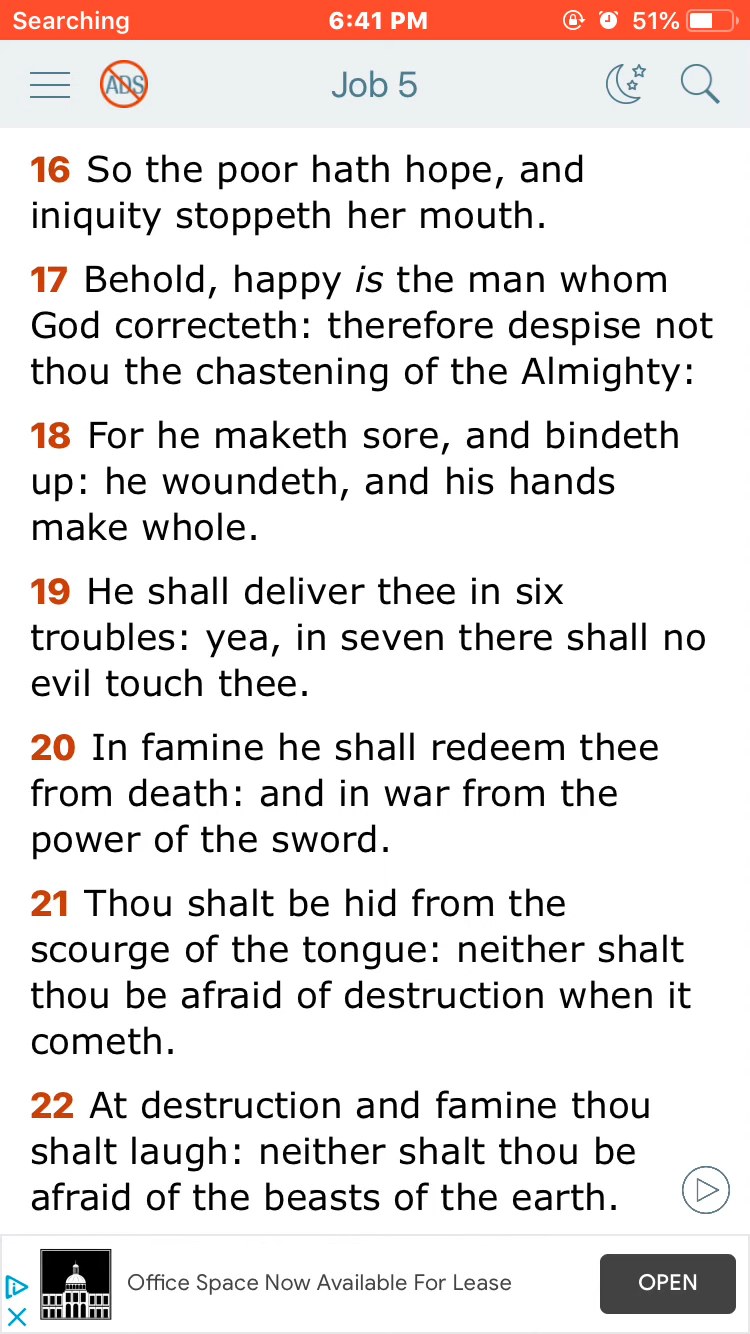 Searching 6:41 PM 51%
ADS Job 5
16 So the poor hath hope, and
iniquity stoppeth her mouth.
17 Behold, happy is the man whom
God correcteth: therefore despise not
thou the chastening of the Almighty:
18 For he maketh sore, and bindeth
up: he woundeth, and his hands
make whole.
19 He shall deliver thee in six
troubles: yea, in seven there shall no
evil touch thee.
20 In famine he shall redeem thee
from death: and in war from the
power of the sword.
21 Thou shalt be hid from the
scourge of the tongue: neither shalt
thou be afraid of destruction when it
cometh.
22 At destruction and famine thou
shalt laugh: neither shalt thou be
afraid of the beasts of the earth.
Office Space Now Available For Lease OPEN